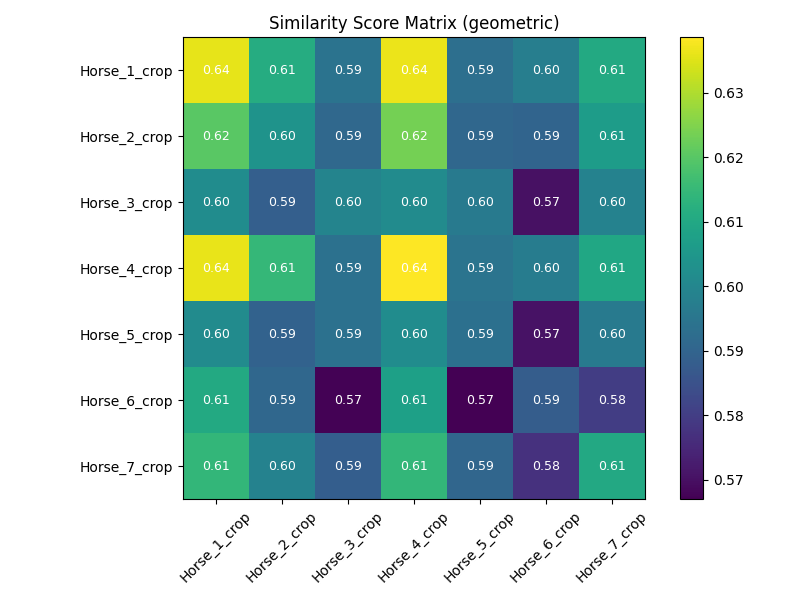 Similarity Score Matrix (geometric)
Horse_1_crop 0.64 0.61 0.59 0.64 0.59 0.60 0.61
Horse_2_crop 0.62 0.60 0.59 0.62 0.59 0.59 0.61
Horse_3_crop 0.60 0.59 0.60 0.60 0.60 0.57 0.60
Horse_4_crop 0.64 0.61 0.59 0.64 0.59 0.60 0.61
Horse_5_crop 0.60 0.59 0.59 0.60 0.59 0.57 0.60
Horse_6_crop 0.61 0.59 0.57 0.61 0.57 0.59 0.58
Horse_7_crop 0.61 0.60 0.59 0.61 0.59 0.58 0.61
Horse_1_crop Horse_2_crop Horse_3_crop Horse_4_crop Horse_5_crop Horse_6_crop Horse_7_crop
0.63
0.62
0.61
0.60
0.59
0.58
0.57